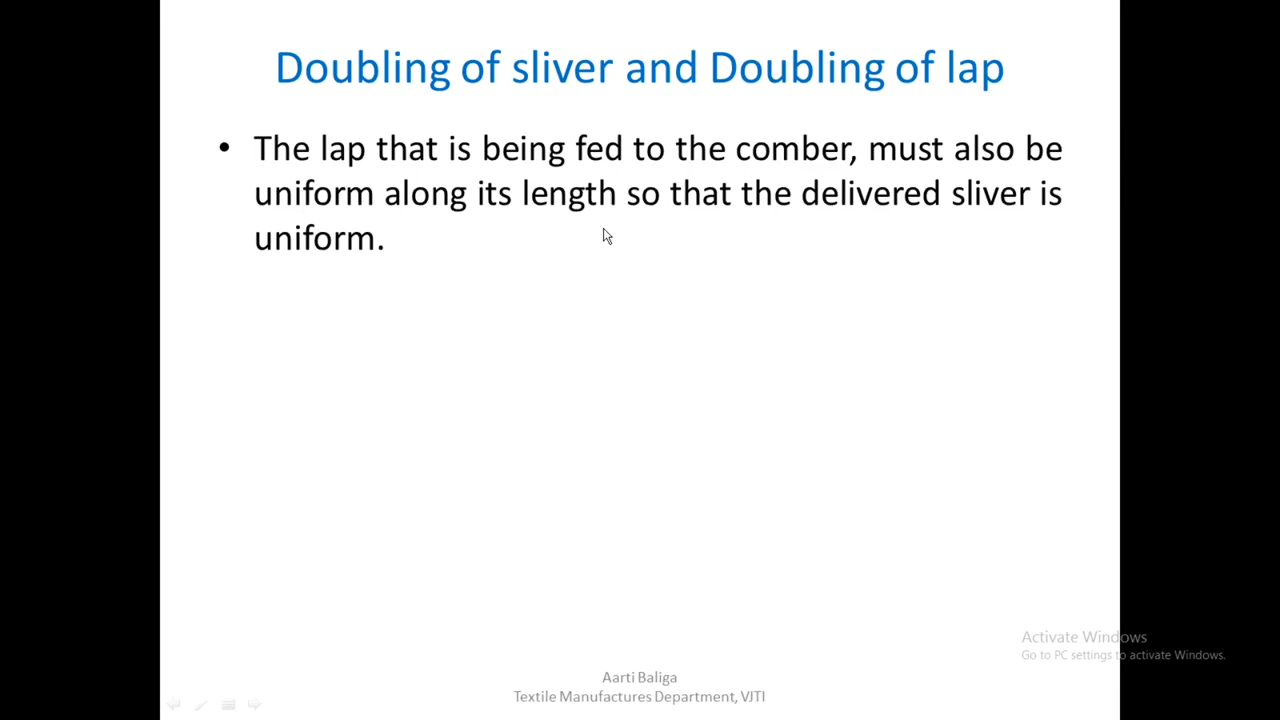 Doubling of sliver and Doubling of lap
• The lap that is being fed to the comber, must also be
uniform along its length so that the delivered sliver is
uniform.
Activate Windows
Go to PC settings to activate Windows.
Aarti Baliga
Textile Manufactures Department, VJTI